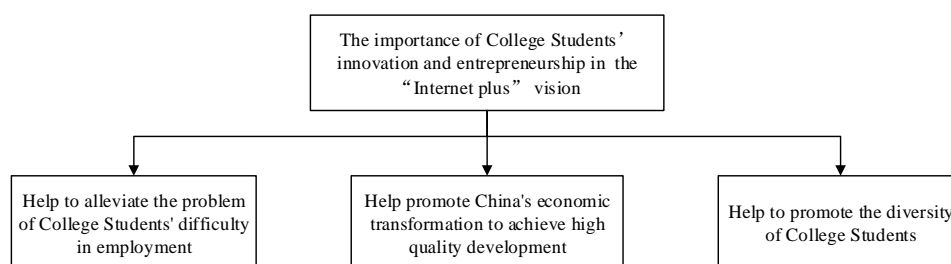 The importance of College Students’
innovation and entrepreneurship in the
“Internet plus” vision
Help to alleviate the problem
of College Students' difficulty
in employment
Help promote China's economic
transformation to achieve high
quality development
Help to promote the diversity
of College Students